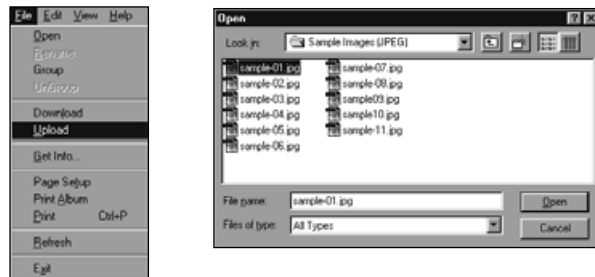 File Edit View Help
Open
Rename
Group
UnGroup
Download
Upload
Get Info...
Page Setup
Print Album
Print Ctrl+P
Refresh
Exit
Open
Look in: Sample Images (JPEG)
sample-01.jpg sample-07.jpg
sample-02.jpg sample-08.jpg
sample-03.jpg sample09.jpg
sample-04.jpg sample10.jpg
sample-05.jpg sample-11.jpg
sample-06.jpg
File name: sample-01.jpg Open
Files of type: All Types Cancel